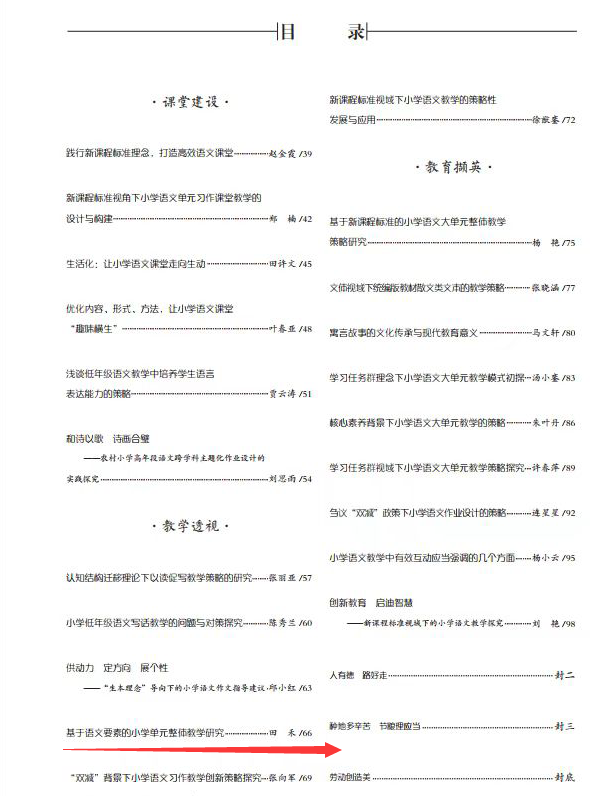 目 录
·课堂建设·
践行新课程标准理念，打造高效语文课堂 赵金霞/39
新课程标准视角下小学语文单元习作课堂教学的
设计与构建 郑 楠/42
生活化：让小学语文课堂走向生动 田许文/45
优化内容、形式、方法，让小学语文课堂
“趣味横生” 叶春亚/48
浅谈低年级语文教学中培养学生语言
表达能力的策略 贾云涛/51
和诗以歌 诗画合璧
——农村小学高年段语文跨学科主题化作业设计的
实践探究 刘思雨/54
·教学透视·
认知结构迁移理论下以读促写教学策略的研究 张丽亚/57
小学低年级语文写话教学的问题与对策探究 陈秀兰/60
供动力 定方向 展个性
——“生本理念”导向下的小学语文作文指导建议 邱小红/63
基于语文要素的小学单元整体教学研究 田 禾/66
“双减”背景下小学语文习作教学创新策略探究 张向军/69
新课程标准视域下小学语文教学的策略性
发展与应用 徐猷鉴/72
·教育撷英·
基于新课程标准的小学语文大单元整体教学
策略研究 杨 艳/75
文体视域下统编版教材散文类文本的教学策略 张晓涵/77
寓言故事的文化传承与现代教育意义 马文轩/80
学习任务群理念下小学语文大单元教学模式初探 汤小鉴/83
核心素养背景下小学语文大单元教学的策略 朱叶丹/86
学习任务群视域下小学语文大单元教学策略探究 许春萍/89
刍议“双减”政策下小学语文作业设计的策略 连星星/92
小学语文教学中有效互动应当强调的几个方面 杨小云/95
创新教育 启迪智慧
——新课程标准视域下的小学语文教学探究 刘 艳/98
人有德 路好走 封二
种地多辛苦 节粮理应当 封三
劳动创造美 封底